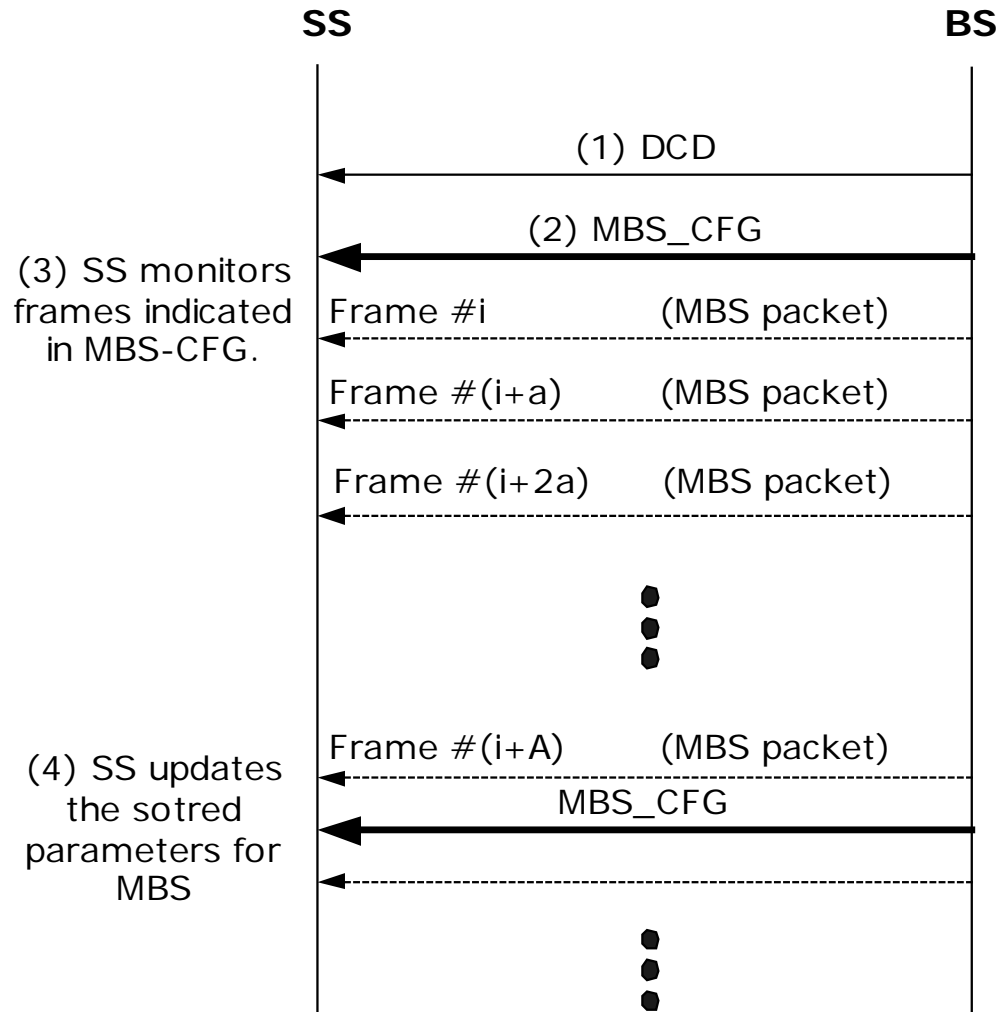 SS BS
(1) DCD
(2) MBS_CFG
(3) SS monitors
frames indicated
in MBS-CFG.
Frame #i (MBS packet)
Frame #(i+a) (MBS packet)
Frame #(i+2a) (MBS packet)
Frame #(i+A) (MBS packet)
(4) SS updates
the sotred
parameters for
MBS
MBS_CFG